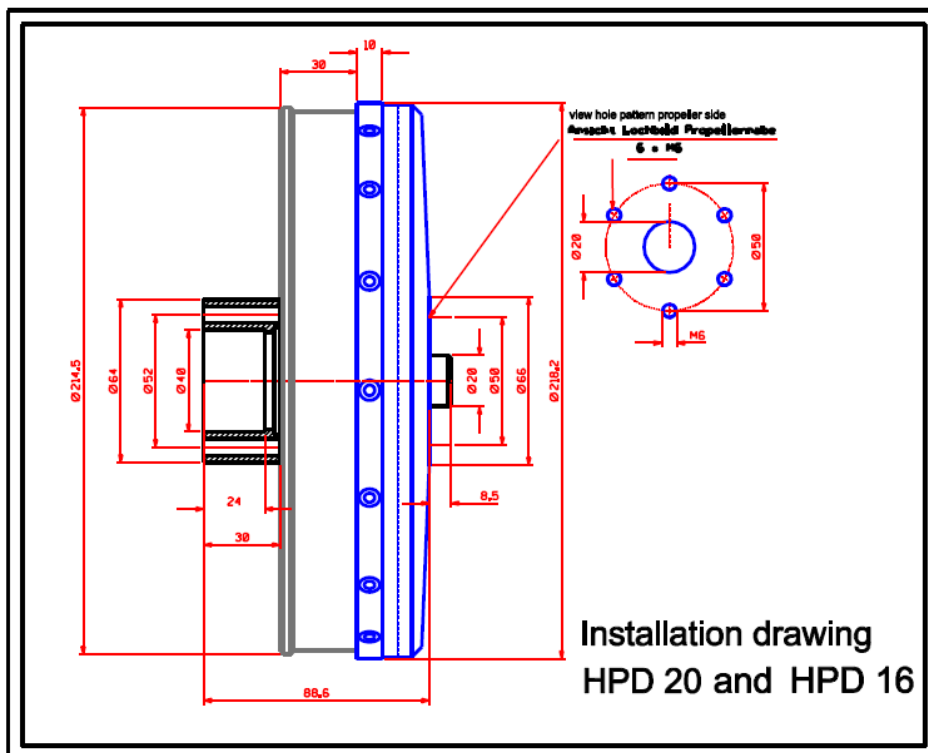 10
30
view hole pattern propeller side
Ansicht Lochbild Propellernabe
6 * M6
Ø20
Ø50
M6
Ø214.5
Ø64
Ø52
Ø40
Ø20
Ø50
Ø66
Ø218.2
24
8.5
30
88.6
Installation drawing
HPD 20 and HPD 16